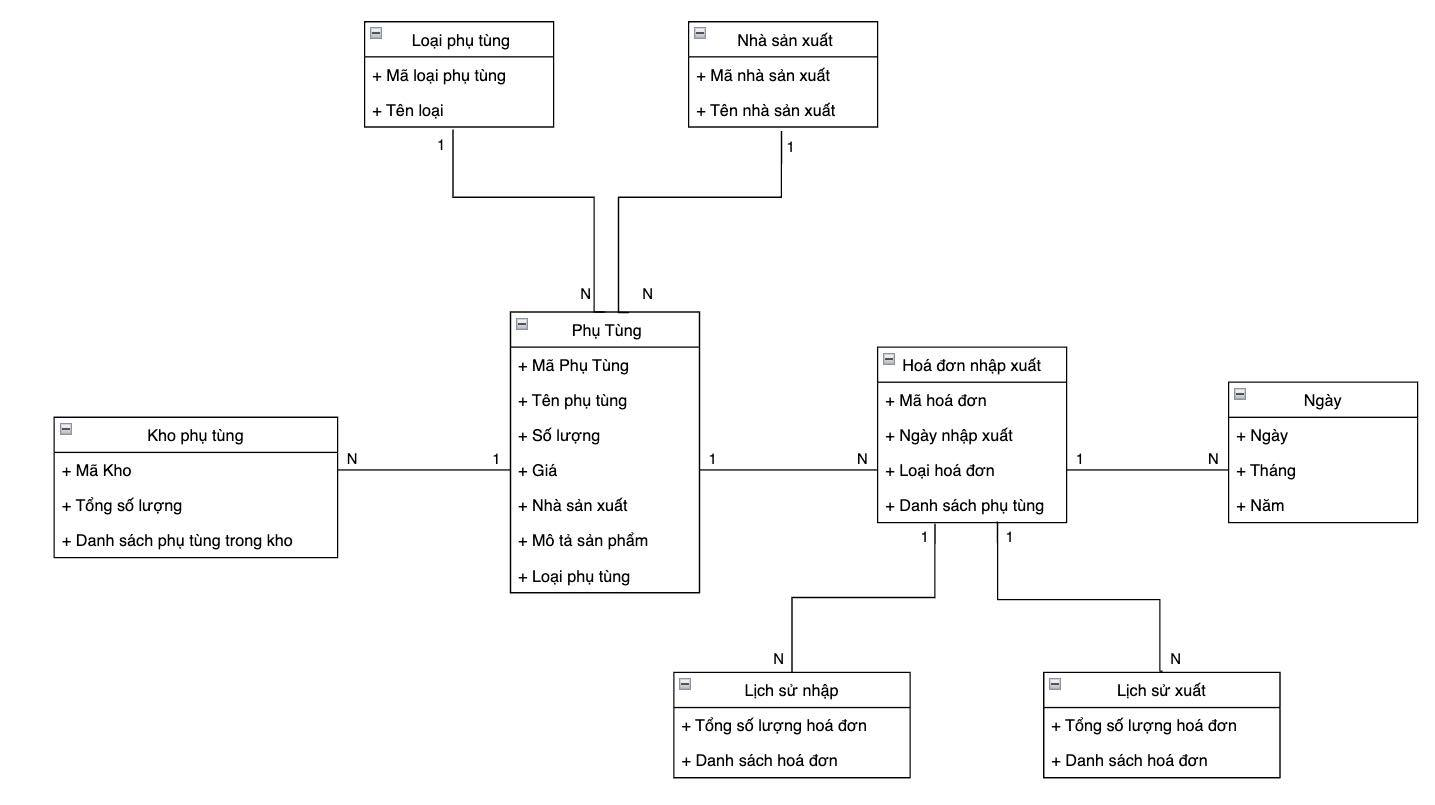 Loại phụ tùng
+ Mã loại phụ tùng
+ Tên loại
1
Nhà sản xuất
+ Mã nhà sản xuất
+ Tên nhà sản xuất
1
N
N
Kho phụ tùng
+ Mã Kho
+ Tổng số lượng
+ Danh sách phụ tùng trong kho
N
1
Phụ Tùng
+ Mã Phụ Tùng
+ Tên phụ tùng
+ Số lượng
+ Giá
+ Nhà sản xuất
+ Mô tả sản phẩm
+ Loại phụ tùng
1
N
Hoá đơn nhập xuất
+ Mã hoá đơn
+ Ngày nhập xuất
+ Loại hoá đơn
+ Danh sách phụ tùng
1
N
Ngày
+ Ngày
+ Tháng
+ Năm
1
1
N
N
Lịch sử nhập
+ Tổng số lượng hoá đơn
+ Danh sách hoá đơn
Lịch sử xuất
+ Tổng số lượng hoá đơn
+ Danh sách hoá đơn